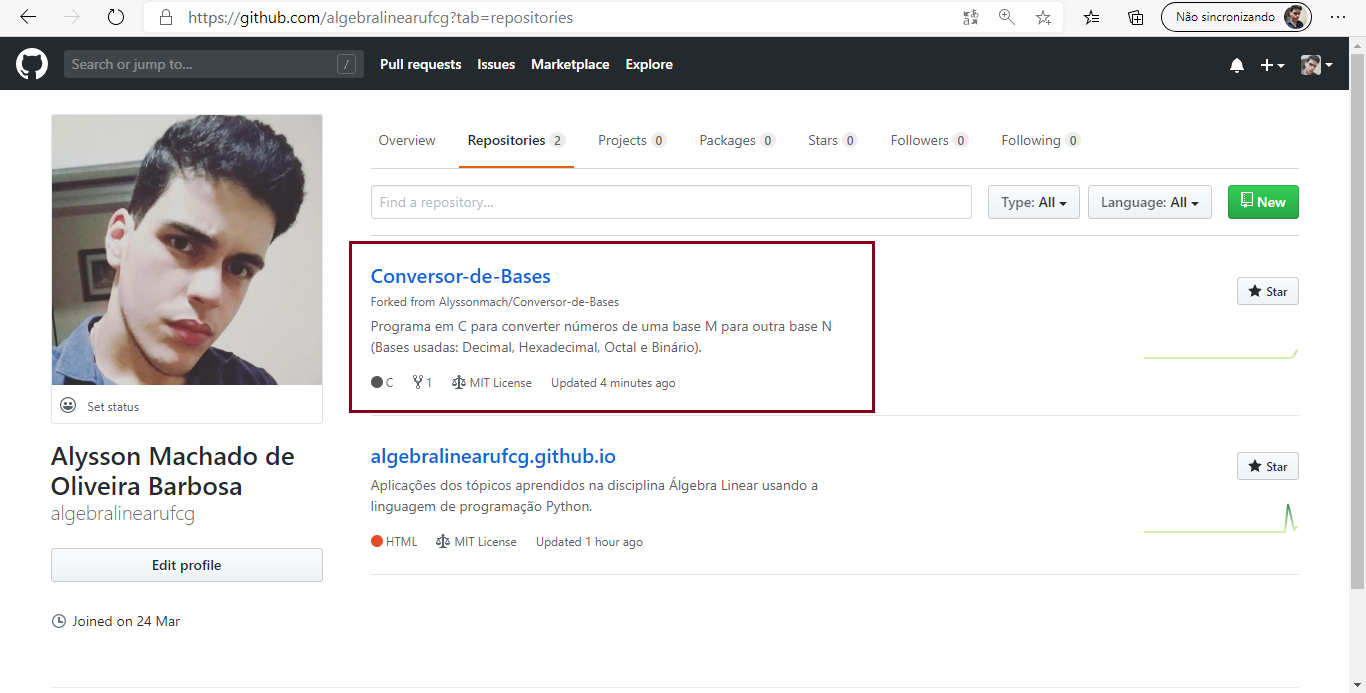 https://github.com/algebralinearufcg?tab=repositories
Não sincronizando
Search or jump to...
/
Pull requests Issues Marketplace Explore
Overview Repositories 2 Projects 0 Packages 0 Stars 0 Followers 0 Following 0
Find a repository...
Type: All
Language: All
New
Conversor-de-Bases
Forked from Alyssonmach/Conversor-de-Bases
Programa em C para converter números de uma base M para outra base N
(Bases usadas: Decimal, Hexadecimal, Octal e Binário).
C 1 MIT License Updated 4 minutes ago
Star
algebralinearufcg.github.io
Aplicações dos tópicos aprendidos na disciplina Álgebra Linear usando a
linguagem de programação Python.
HTML MIT License Updated 1 hour ago
Star
Set status
Alysson Machado de
Oliveira Barbosa
algebralinearufcg
Edit profile
Joined on 24 Mar